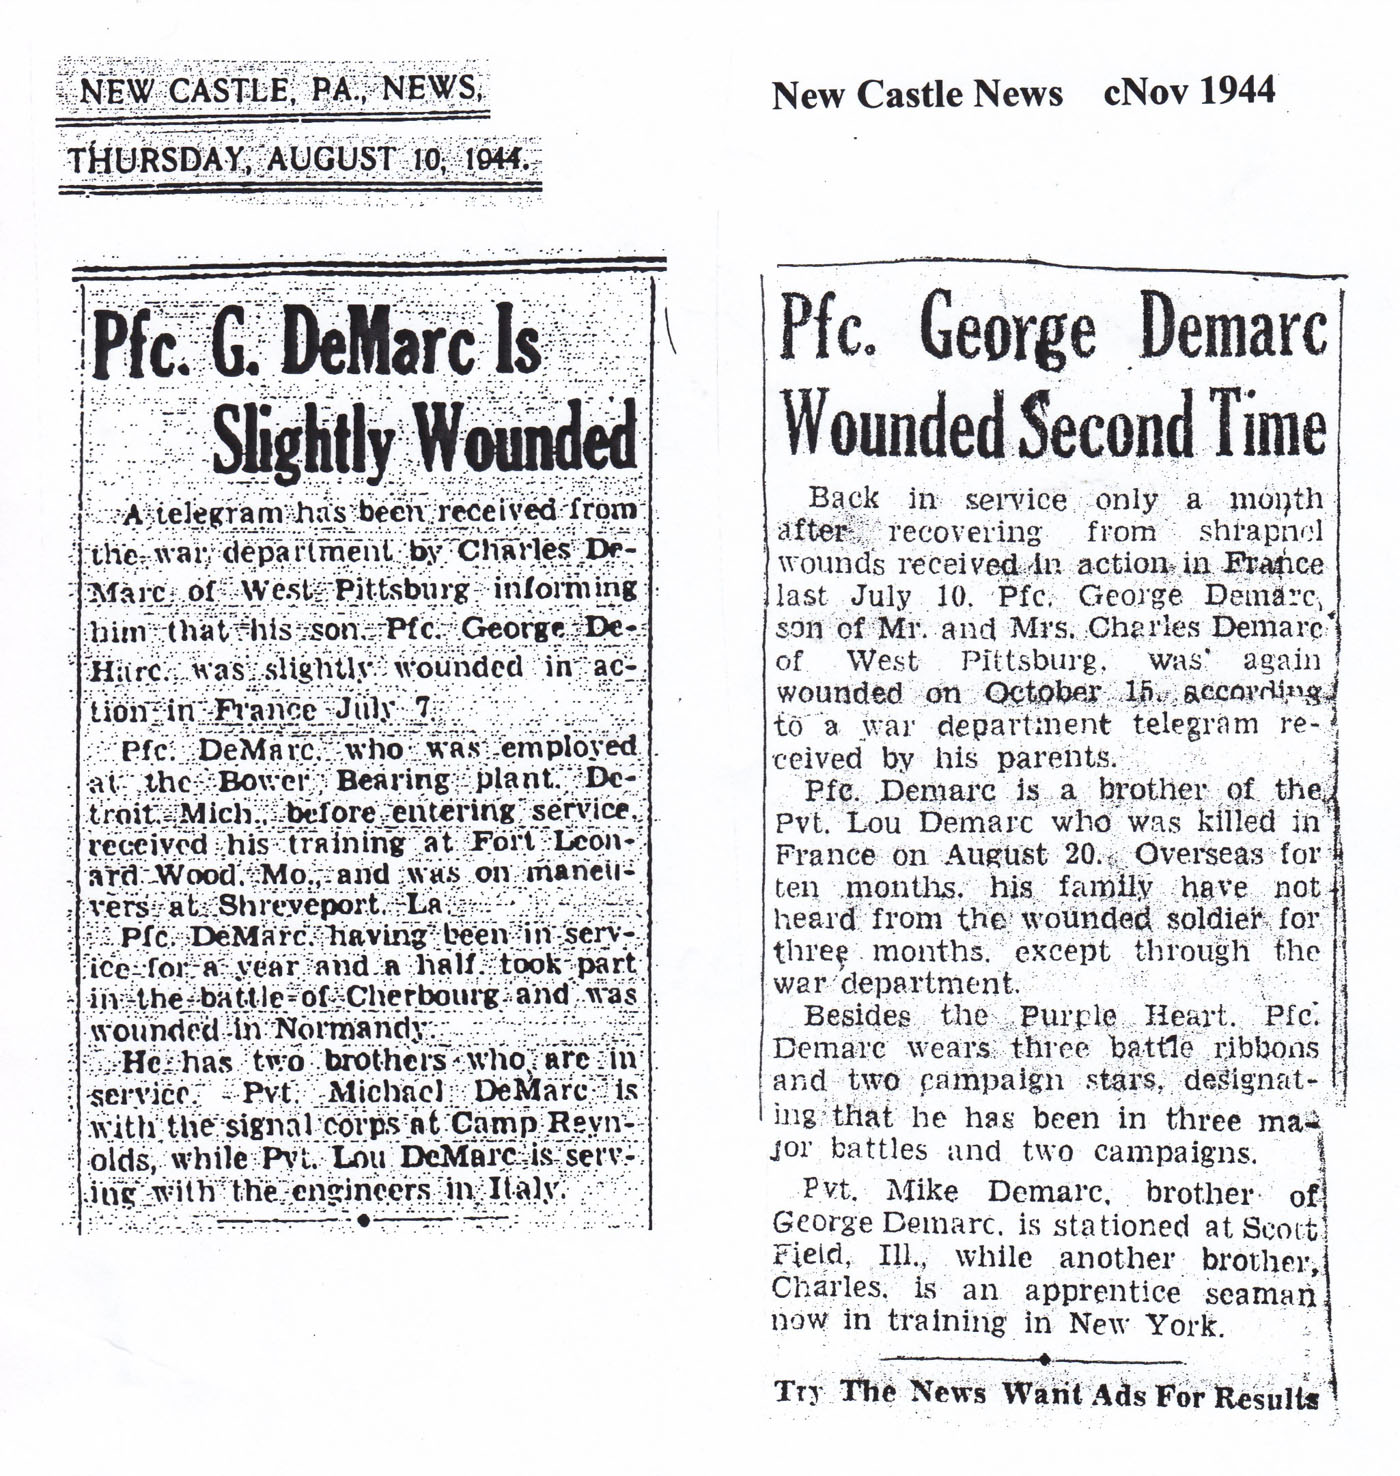 NEW CASTLE, PA., NEWS,
THURSDAY, AUGUST 10, 1944.
Pfc. G. DeMarc Is
Slightly Wounded
A telegram has been received from
the war department by Charles De-
Marc of West Pittsburg informing
him that his son, Pfc. George De-
Harc, was slightly wounded in ac-
tion in France July 7
Pfc. DeMarc, who was employed
at the Bower Bearing plant, De-
troit, Mich., before entering service,
received his training at Fort Leon-
ard Wood, Mo., and was on maneu-
vers at Shreveport, La.
Pfc. DeMarc, having been in serv-
ice for a year and a half, took part
in the battle of Cherbourg and was
wounded in Normandy.
He has two brothers who are in
service. Pvt. Michael DeMarc is
with the signal corps at Camp Reyn-
olds, while Pvt. Lou DeMarc is serv-
ing with the engineers in Italy.
New Castle News cNov 1944
Pfc. George Demarc
Wounded Second Time
Back in service only a month
after recovering from shrapnel
wounds received in action in France
last July 10, Pfc. George Demarc,
son of Mr. and Mrs. Charles Demarc
of West Pittsburg, was again
wounded on October 15, according
to a war department telegram re-
ceived by his parents.
Pfc. Demarc is a brother of the
Pvt. Lou Demarc who was killed in
France on August 20. Overseas for
ten months, his family have not
heard from the wounded soldier for
three months, except through the
war department.
Besides the Purple Heart, Pfc.
Demarc wears three battle ribbons
and two campaign stars, designat-
ing that he has been in three ma-
jor battles and two campaigns.
Pvt. Mike Demarc, brother of
George Demarc, is stationed at Scott
Field, Ill., while another brother,
Charles, is an apprentice seaman
now in training in New York.
Try The News Want Ads For Results